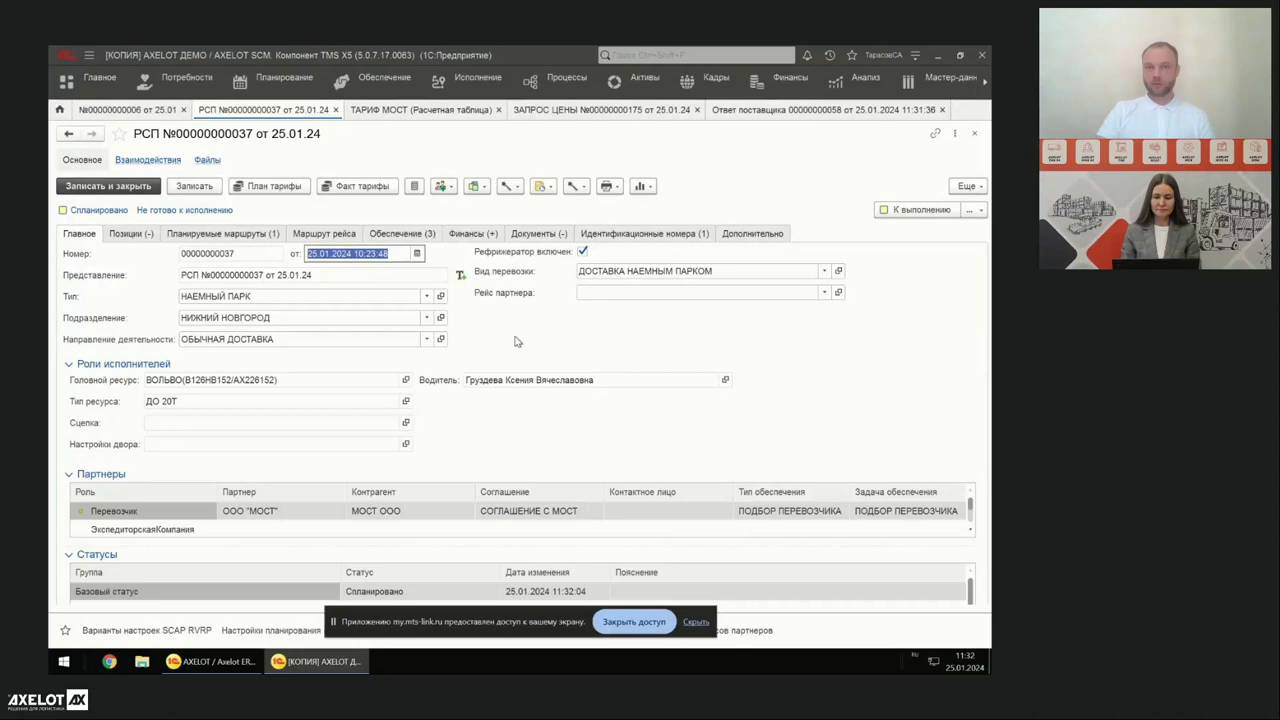 [КОПИЯ] AXELOT ДЕМО / AXELOT SCM. Компонент TMS X5 (5.0.7.17.0063) (1С:Предприятие)
Поиск Ctrl+Shift+F
ТарасовСА
Главное Потребности Планирование Обеспечение Исполнение Процессы Активы Кадры Финансы Анализ Мастер-данн
№00000000006 от 25.01 РСП №00000000037 от 25.01.24 ТАРИФ МОСТ (Расчетная таблица) ЗАПРОС ЦЕНЫ №00000000175 от 25.01.24 Ответ поставщика 00000000058 от 25.01.2024 11:31:36
РСП №00000000037 от 25.01.24
Основное Взаимодействия Файлы
Записать и закрыть Записать План тарифы Факт тарифы Еще
Спланировано Не готово к исполнению К выполнению ...
Главное Позиции (-) Планируемые маршруты (1) Маршрут рейса Обеспечение (3) Финансы (+) Документы (-) Идентификационные номера (1) Дополнительно
Номер: 00000000037 от: 25.01.2024 10:23:48 Рефрижератор включен:
Представление: РСП №00000000037 от 25.01.24 Вид перевозки: ДОСТАВКА НАЕМНЫМ ПАРКОМ
Тип: НАЕМНЫЙ ПАРК Рейс партнера:
Подразделение: НИЖНИЙ НОВГОРОД
Направление деятельности: ОБЫЧНАЯ ДОСТАВКА
Роли исполнителей
Головной ресурс: ВОЛЬВО(В126НВ152/АХ226152) Водитель: Груздева Ксения Вячеславовна
Тип ресурса: ДО 20Т
Сцепка:
Настройки двора:
Партнеры
Роль Партнер Контрагент Соглашение Контактное лицо Тип обеспечения Задача обеспечения
Перевозчик ООО "МОСТ" МОСТ ООО СОГЛАШЕНИЕ С МОСТ ПОДБОР ПЕРЕВОЗЧИКА ПОДБОР ПЕРЕВОЗЧИКА
ЭкспедиторскаяКомпания
Статусы
Группа Статус Дата изменения Пояснение
Базовый статус Спланировано 25.01.2024 11:32:04
Приложению my.mts-link.ru предоставлен доступ к вашему экрану. Закрыть доступ Скрыть
Варианты настроек SCAP RVRP Настройки планирования сов партнеров
AXELOT / Axelot ER... [КОПИЯ] AXELOT Д... RU 11:32
25.01.2024
AXELOT AX
РЕШЕНИЯ ДЛЯ ЛОГИСТИКИ